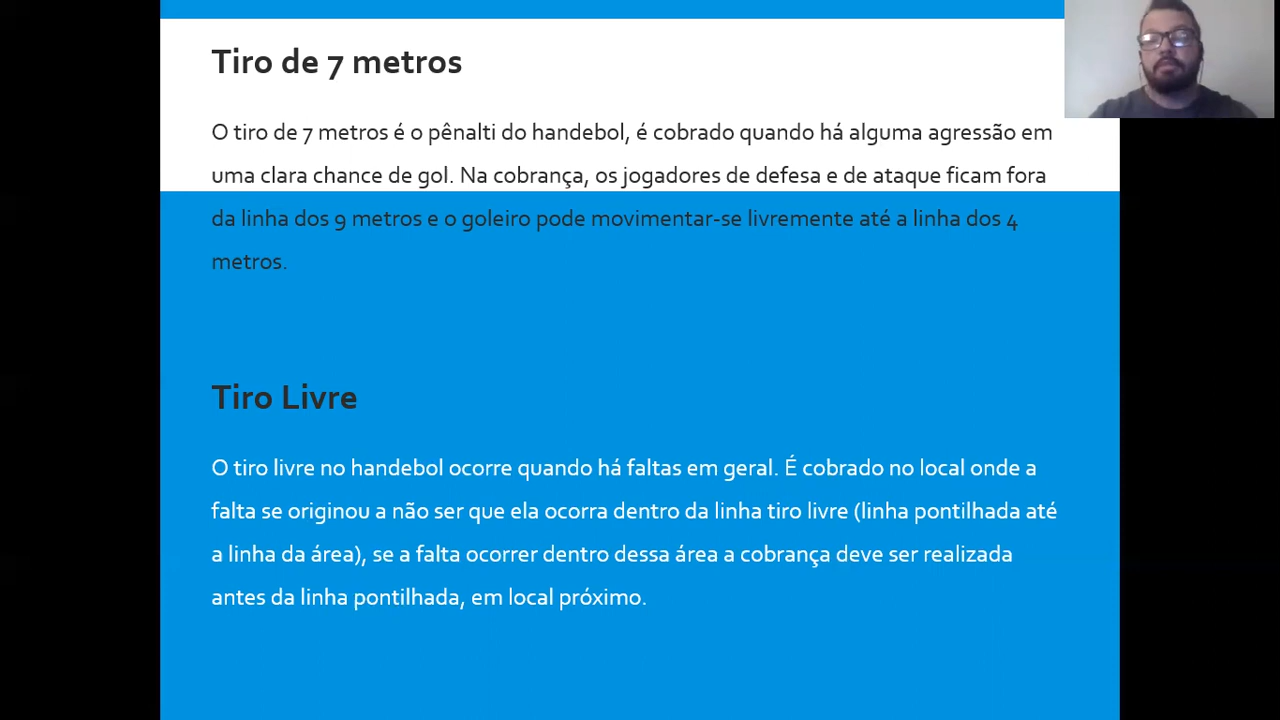 Tiro de 7 metros
O tiro de 7 metros é o pênalti do handebol, é cobrado quando há alguma agressão em
uma clara chance de gol. Na cobrança, os jogadores de defesa e de ataque ficam fora
da linha dos 9 metros e o goleiro pode movimentar-se livremente até a linha dos 4
metros.
Tiro Livre
O tiro livre no handebol ocorre quando há faltas em geral. É cobrado no local onde a
falta se originou a não ser que ela ocorra dentro da linha tiro livre (linha pontilhada até
a linha da área), se a falta ocorrer dentro dessa área a cobrança deve ser realizada
antes da linha pontilhada, em local próximo.